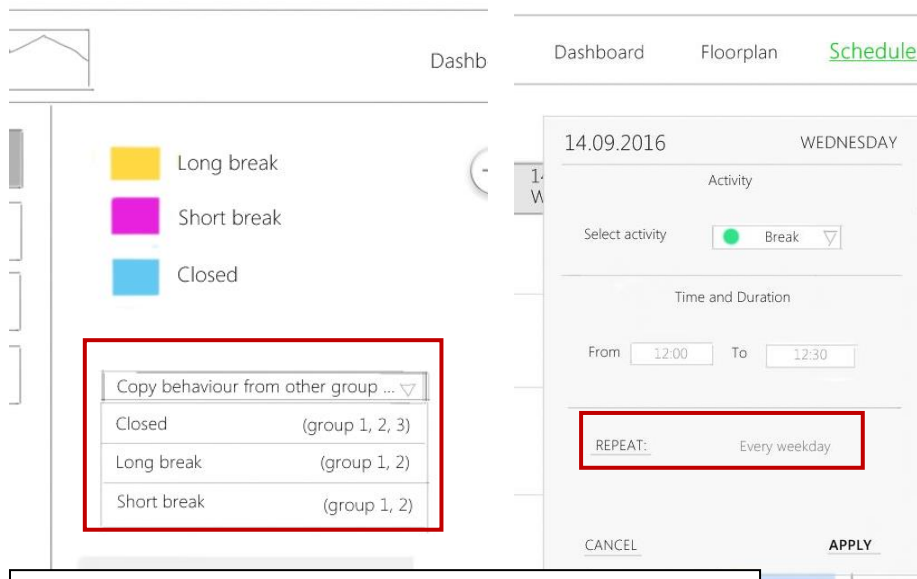 Dashb
Long break
Short break
Closed
Copy behaviour from other group ...
Closed (group 1, 2, 3)
Long break (group 1, 2)
Short break (group 1, 2)
Dashboard Floorplan Schedule
14.09.2016 WEDNESDAY
Activity
Select activity Break
Time and Duration
From 12:00 To 12:30
REPEAT: Every weekday
CANCEL APPLY